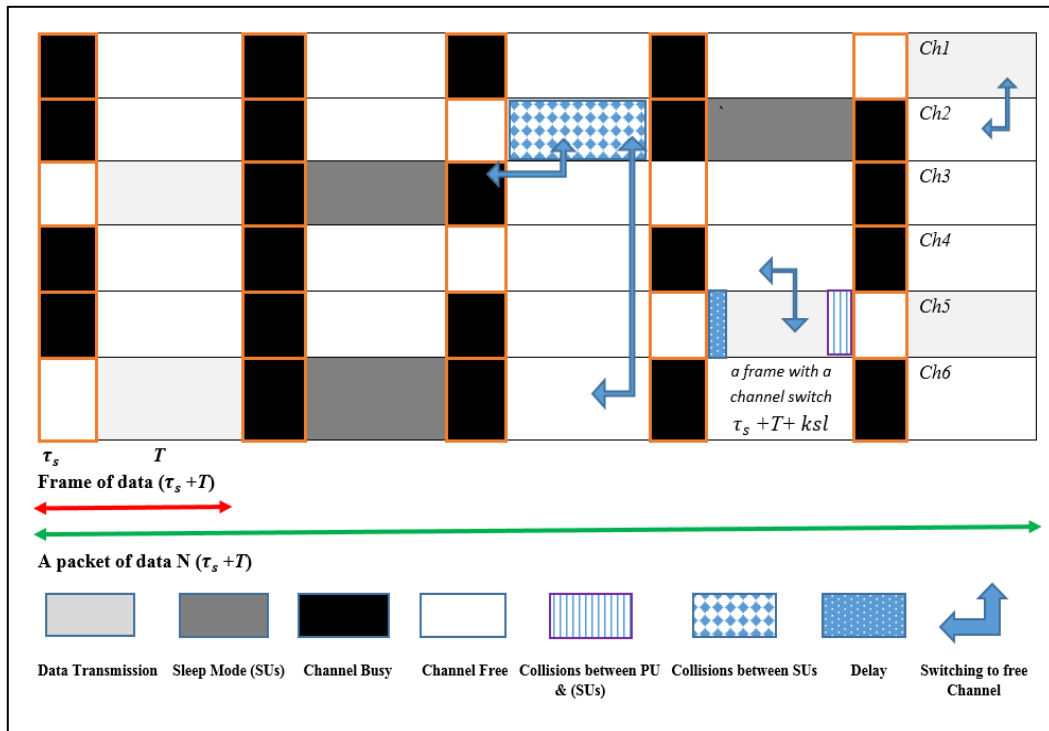 Ch1
`
Ch2
Ch3
Ch4
Ch5
a frame with a
channel switch
τs +T+ ksl
Ch6
τs T
Frame of data (τs +T)
A packet of data N (τs +T)
Data Transmission Sleep Mode (SUs) Channel Busy Channel Free Collisions between PU Collisions between SUs Delay Switching to free
& (SUs) Channel